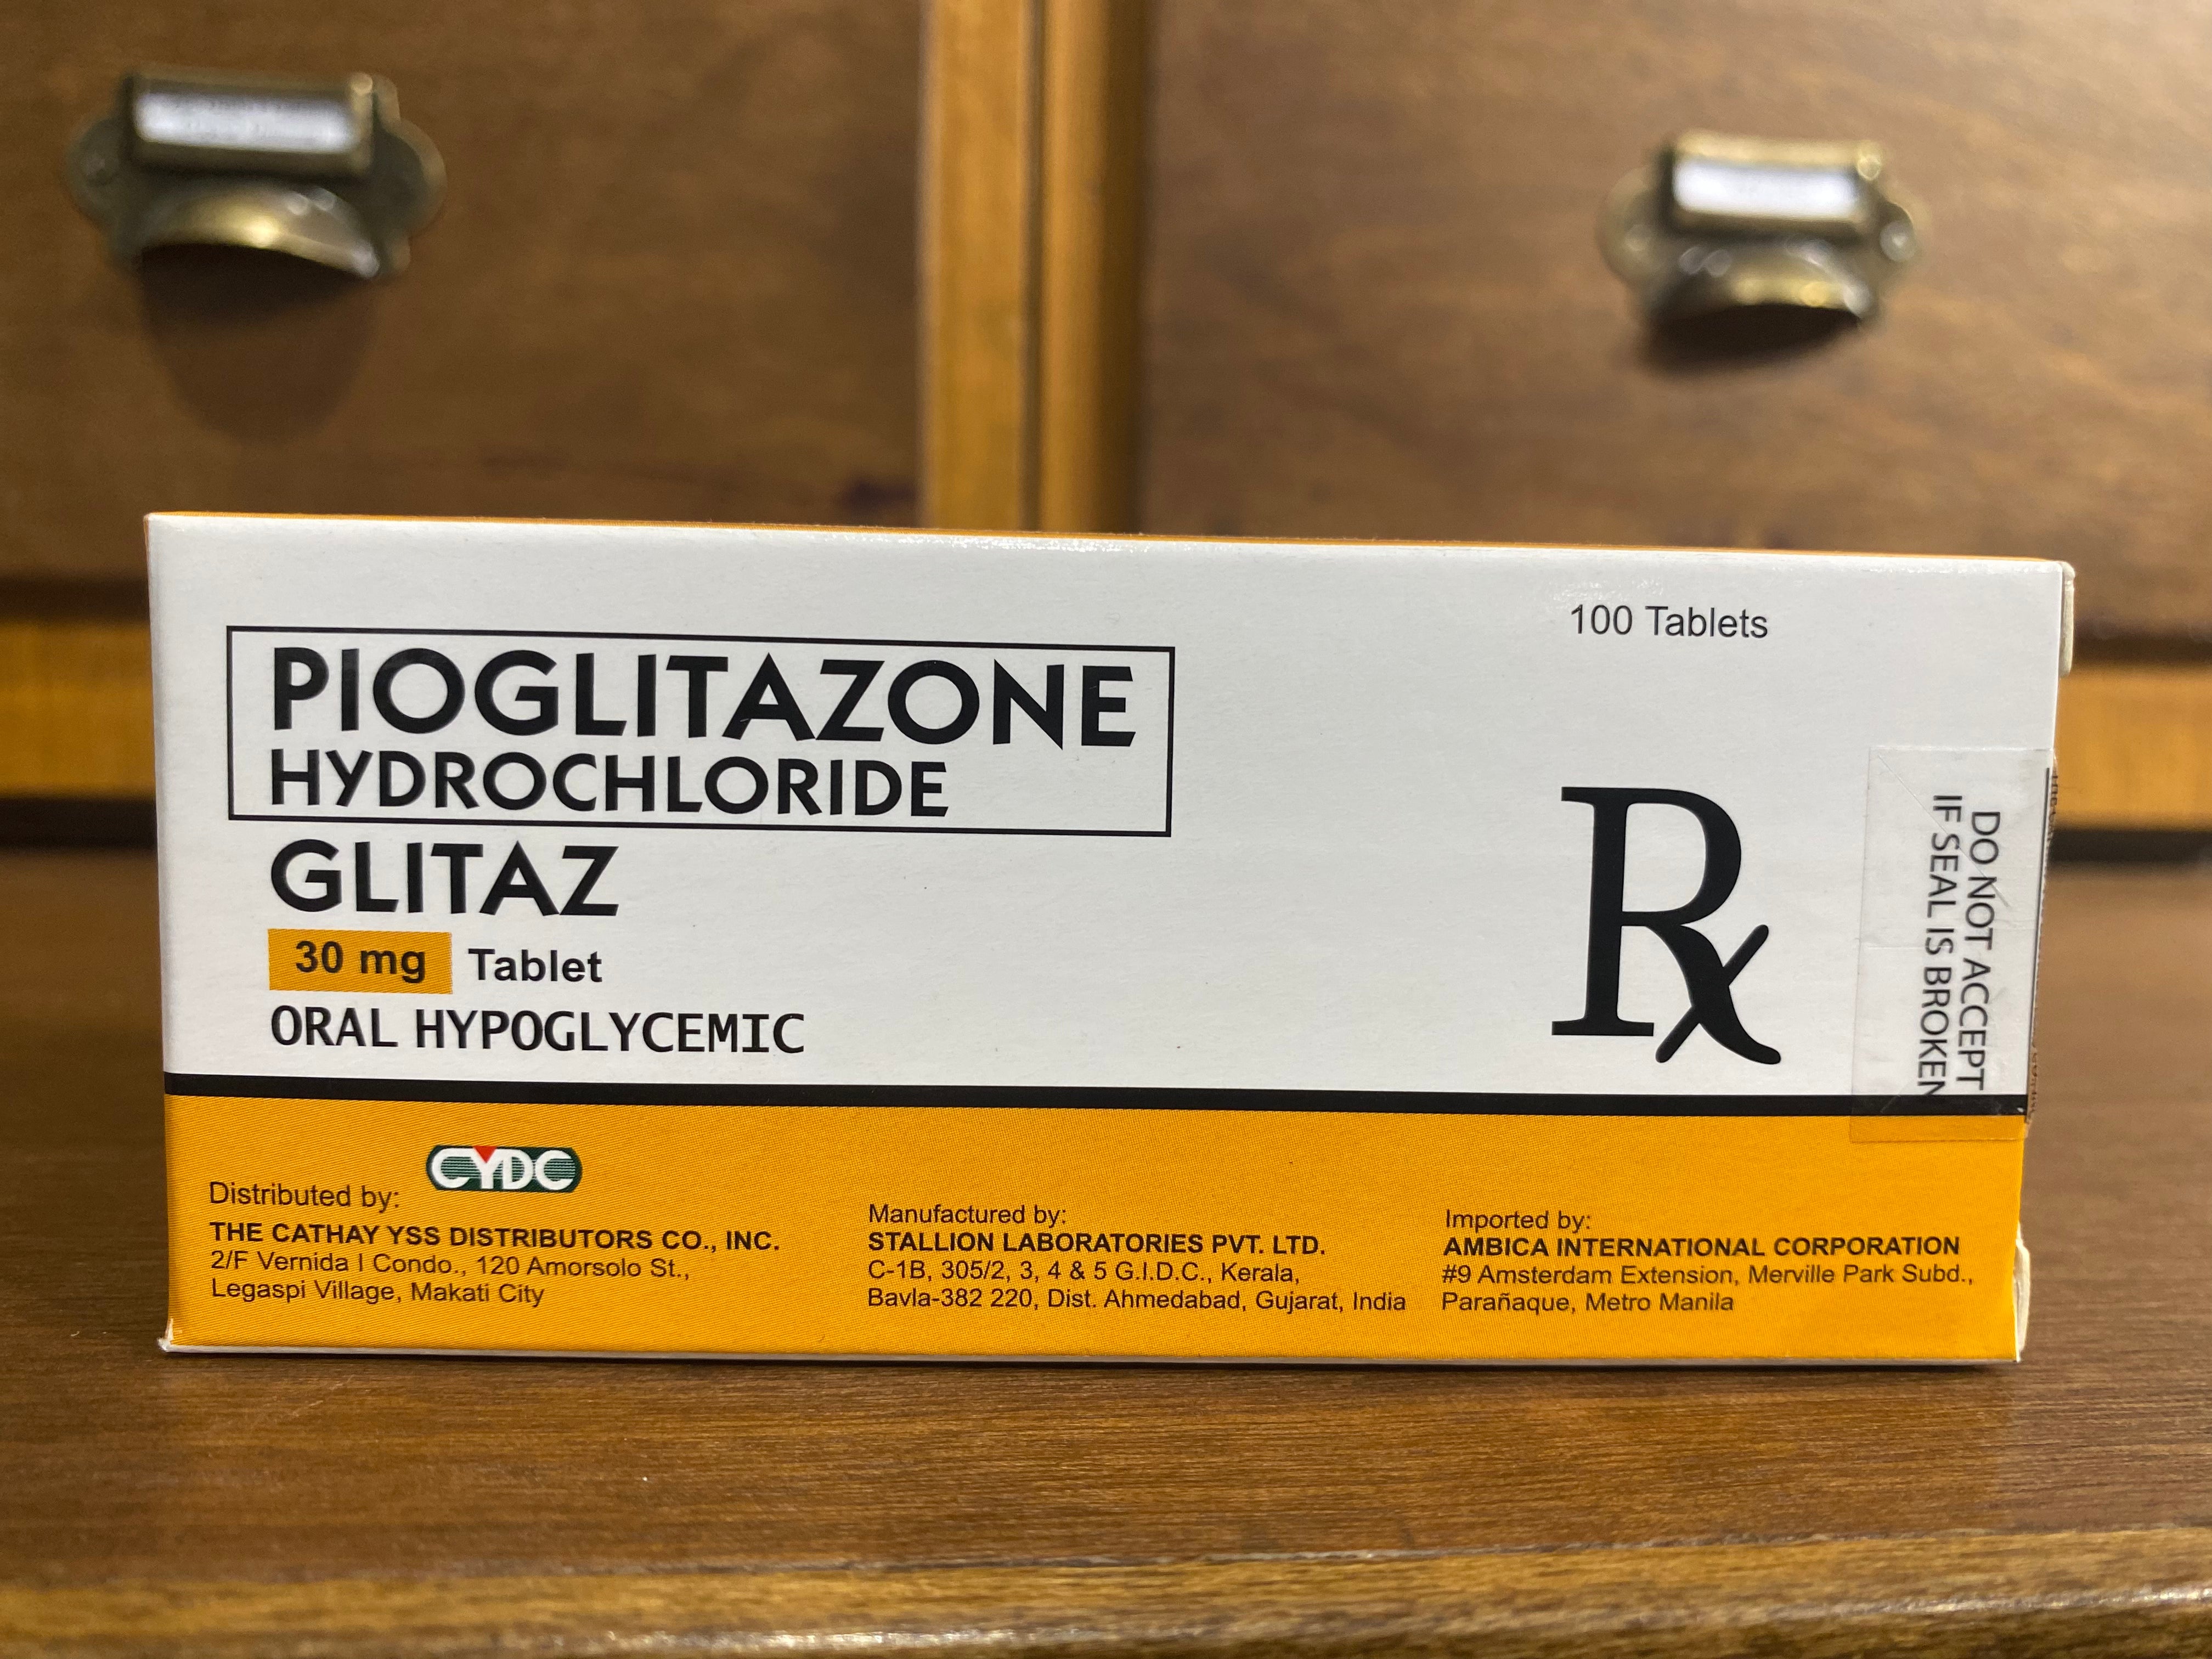 100 Tablets
PIOGLITAZONE
HYDROCHLORIDE
GLITAZ
30 mg Tablet
ORAL HYPOGLYCEMIC
Rx
DO NOT ACCEPT
IF SEAL IS BROKEN
CYDC
Distributed by:
THE CATHAY YSS DISTRIBUTORS CO., INC.
2/F Vernida I Condo., 120 Amorsolo St.,
Legaspi Village, Makati City
Manufactured by:
STALLION LABORATORIES PVT. LTD.
C-1B, 305/2, 3, 4 & 5 G.I.D.C., Kerala,
Bavla-382 220, Dist. Ahmedabad, Gujarat, India
Imported by:
AMBICA INTERNATIONAL CORPORATION
#9 Amsterdam Extension, Merville Park Subd.,
Parañaque, Metro Manila